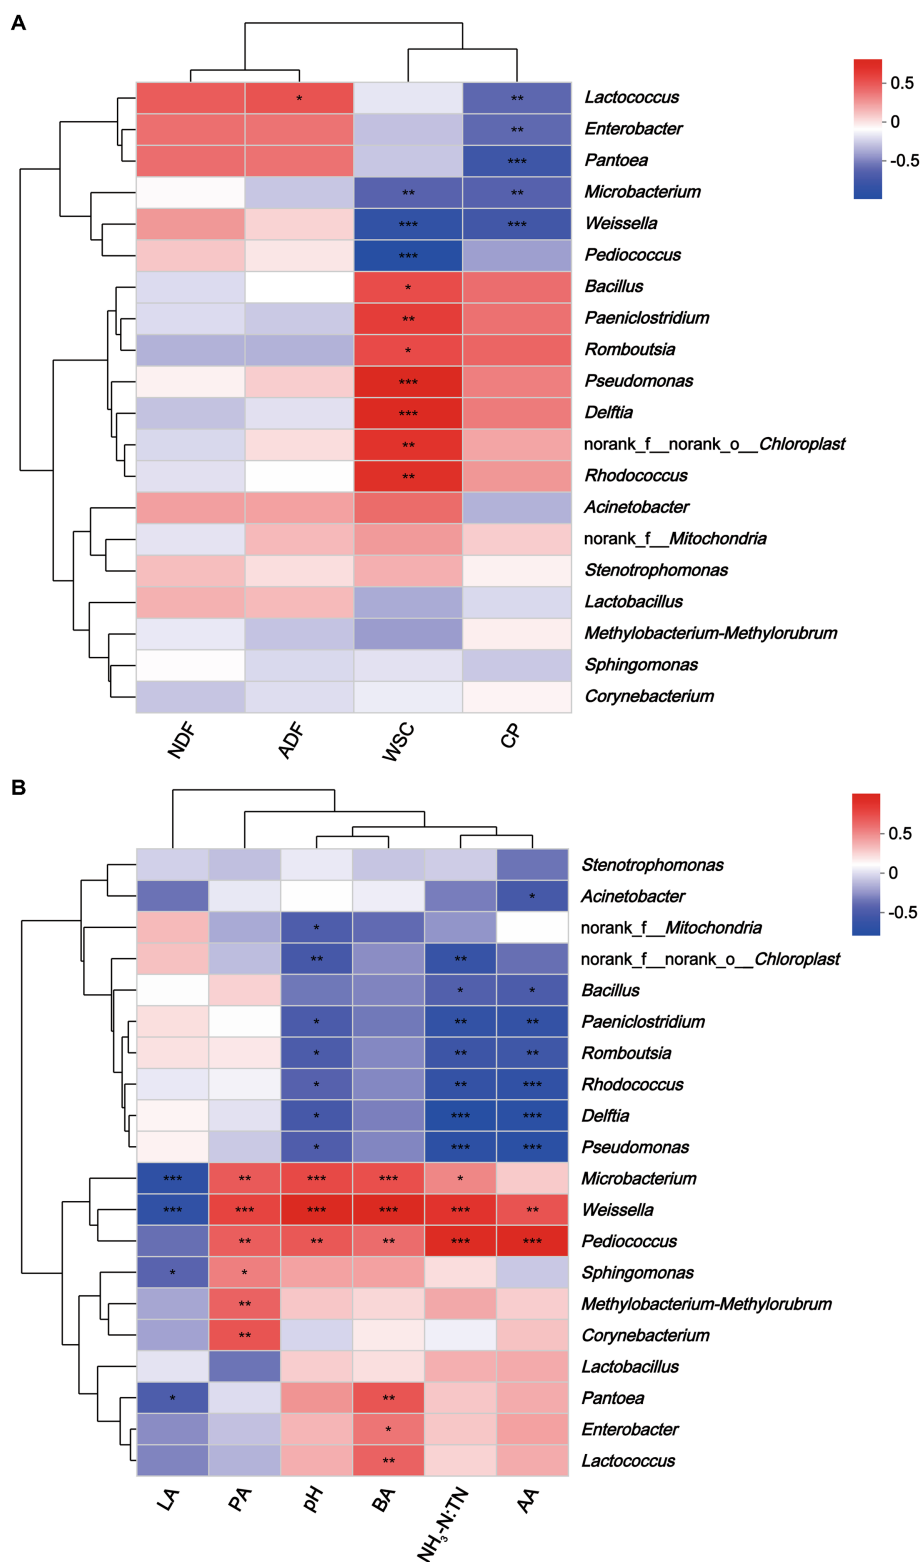 A
0.5
0
-0.5
* ** Lactococcus
** Enterobacter
*** Pantoea
** ** Microbacterium
*** *** Weissella
*** Pediococcus
* Bacillus
** Paeniclostridium
* Romboutsia
*** Pseudomonas
*** Delftia
** norank_f__norank_o__Chloroplast
** Rhodococcus
Acinetobacter
norank_f__Mitochondria
Stenotrophomonas
Lactobacillus
Methylobacterium-Methylorubrum
Sphingomonas
Corynebacterium
NDF ADF WSC CP
B
0.5
0
-0.5
Stenotrophomonas
* Acinetobacter
* norank_f__Mitochondria
** ** norank_f__norank_o__Chloroplast
* * Bacillus
* ** ** Paeniclostridium
* ** ** Romboutsia
* ** *** Rhodococcus
* *** *** Delftia
* *** *** Pseudomonas
*** ** *** *** * Microbacterium
*** *** *** *** *** ** Weissella
** ** ** *** *** Pediococcus
* * Sphingomonas
** Methylobacterium-Methylorubrum
** Corynebacterium
Lactobacillus
* ** Pantoea
* Enterobacter
** Lactococcus
LA PA pH BA NH3-N:TN AA